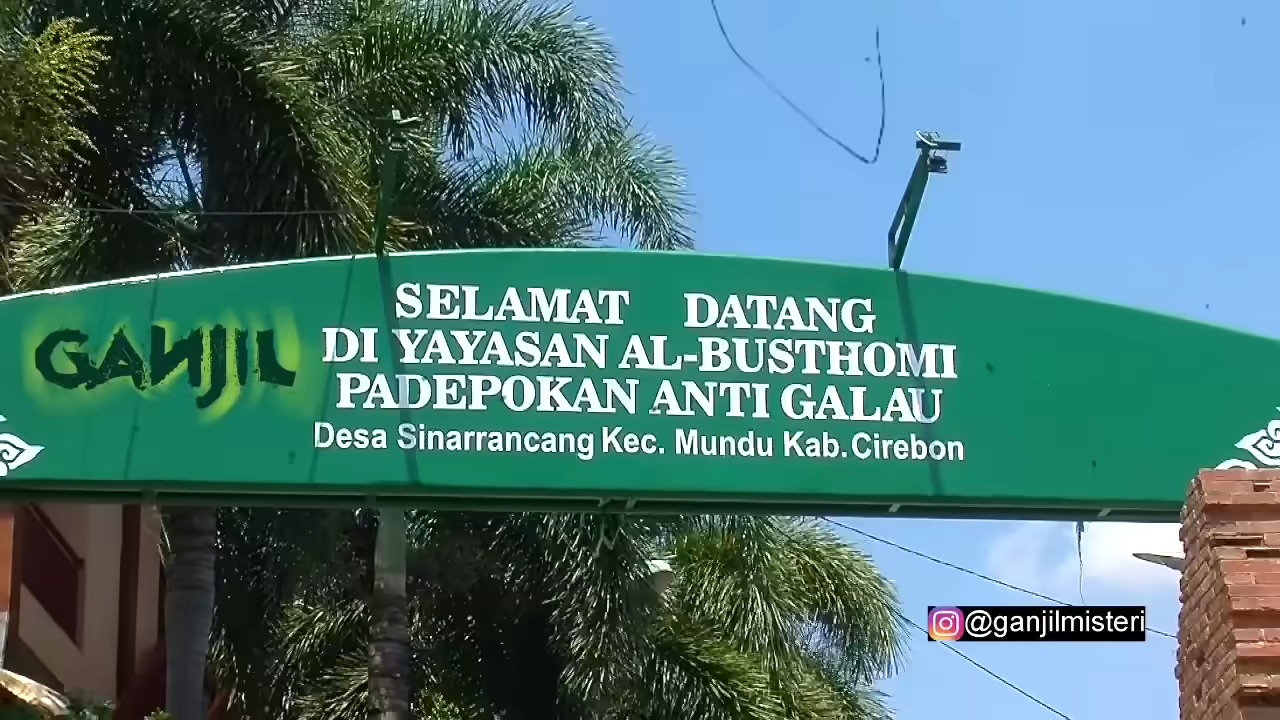 SELAMAT DATANG
DI YAYASAN AL-BUSTHOMI
PADEPOKAN ANTI GALAU
Desa Sinarrancang Kec. Mundu Kab. Cirebon
GANJIL
@ganjilmisteri